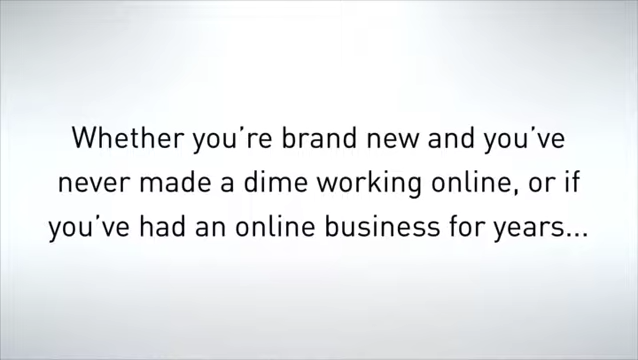 Whether you’re brand new and you’ve
never made a dime working online, or if
you’ve had an online business for years...